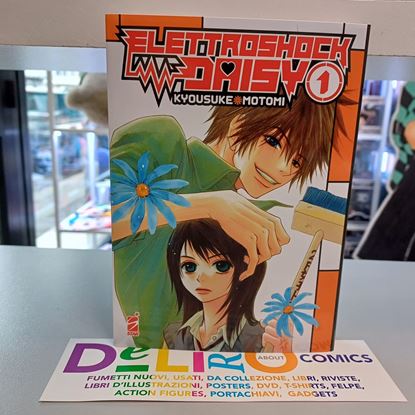 ELETTROSHOCK
DAISY 1
KYOUSUKE MOTOMI
STAR
DELIRIO ABOUT COMICS
FUMETTI NUOVI, USATI, DA COLLEZIONE, LIBRI, RIVISTE,
LIBRI D'ILLUSTRAZIONI, POSTERS, DVD, T-SHIRTS, FELPE,
ACTION FIGURES, PORTACHIAVI, GADGETS